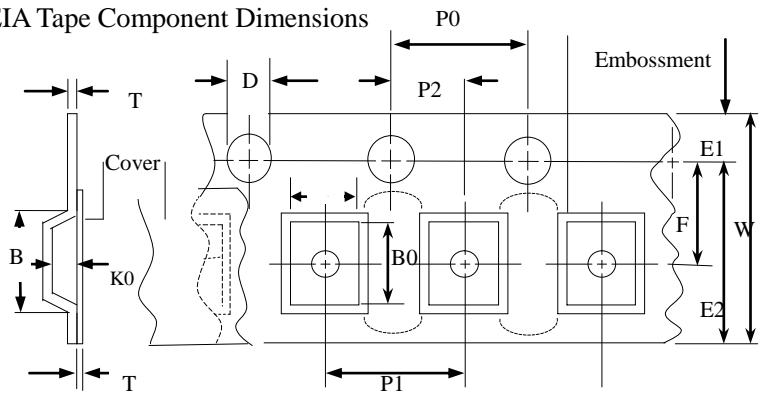 EIA Tape Component Dimensions
P0
Embossment
D
P2
T
E1
Cover
F
W
B
B0
K0
E2
P1
T